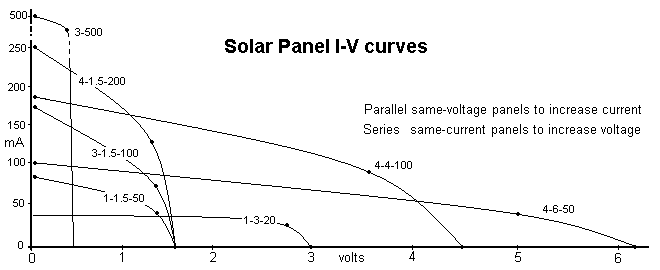 Solar Panel I-V curves
500
3-500
250
4-1.5-200
200
Parallel same-voltage panels to increase current
Series same-current panels to increase voltage
150
mA
3-1.5-100
100
4-4-100
1-1.5-50
50
1-3-20
4-6-50
0
0 1 2 3 volts 4 5 6